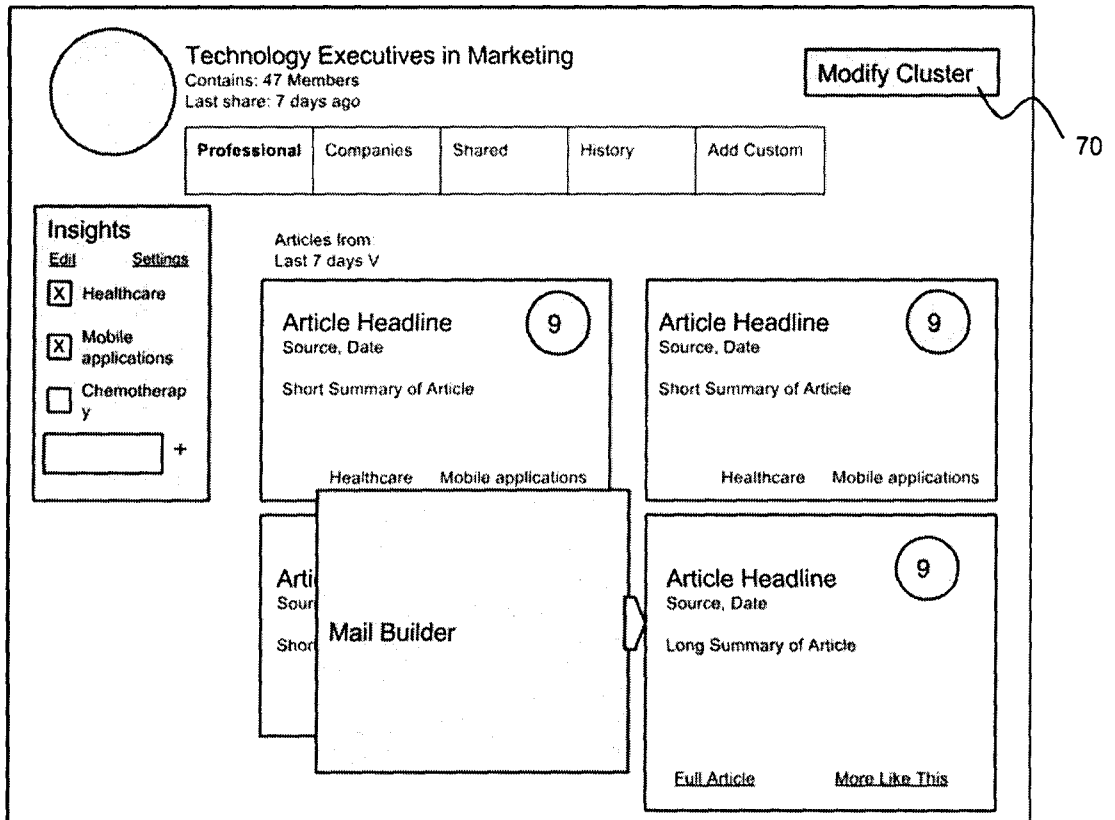 Technology Executives in Marketing
Contains: 47 Members
Last share: 7 days ago
Modify Cluster
70
Professional Companies Shared History Add Custom
Insights
Edit Settings
X Healthcare
X Mobile
applications
Chemotherap
y
+
Articles from
Last 7 days V
Article Headline 9
Source, Date
Short Summary of Article
Healthcare Mobile applications
Article Headline 9
Source, Date
Short Summary of Article
Healthcare Mobile applications
Arti
Sour
Shor
Mail Builder
Article Headline 9
Source, Date
Long Summary of Article
Full Article More Like This